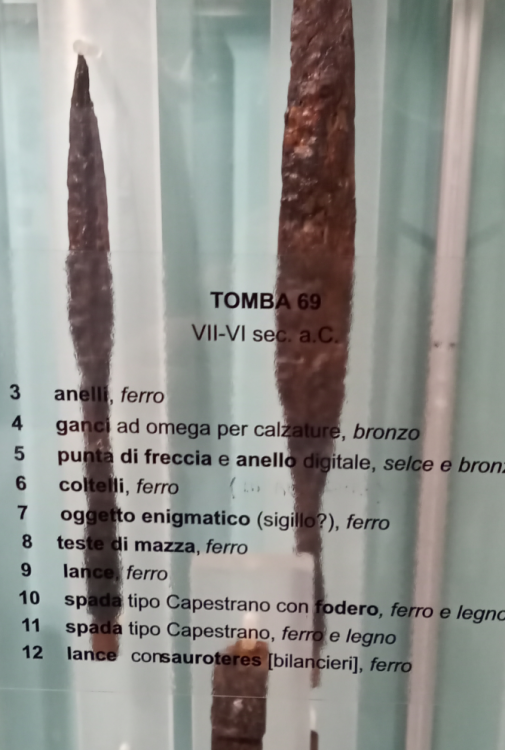 TOMBA 69
VII-VI sec. a.C.
3 anelli, ferro
4 ganci ad omega per calzature, bronzo
5 punta di freccia e anello digitale, selce e bron
6 coltelli, ferro
7 oggetto enigmatico (sigillo?), ferro
8 teste di mazza, ferro
9 lance, ferro
10 spada tipo Capestrano con fodero, ferro e legno
11 spada tipo Capestrano, ferro e legno
12 lance con sauroteres [bilancieri], ferro